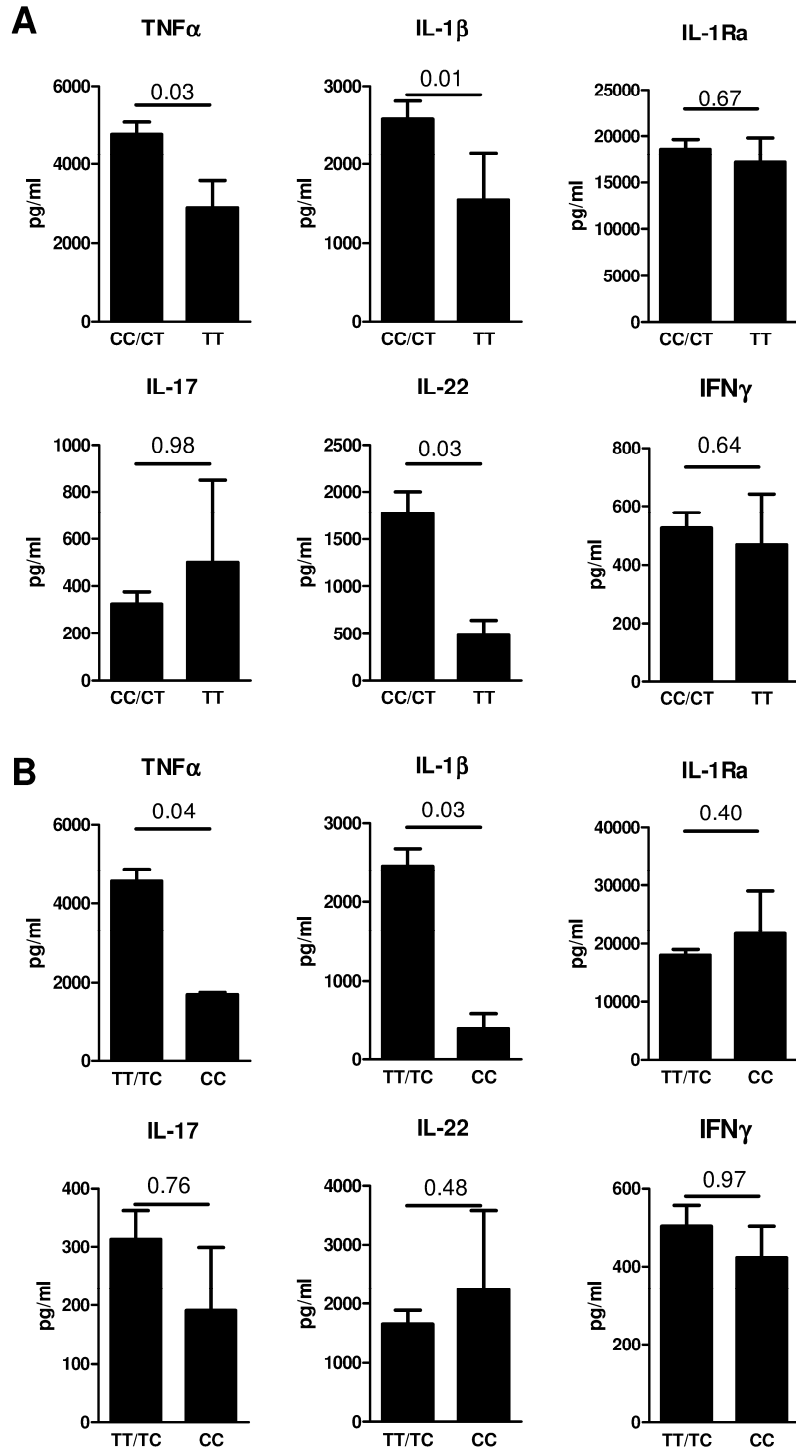 A
TNFα
IL-1β
IL-1Ra
0.03
6000
4000
2000
0
pg/ml
CC/CT TT
0.01
3000
2000
1000
0
pg/ml
CC/CT TT
0.67
25000
20000
15000
10000
5000
0
pg/ml
CC/CT TT
IL-17
IL-22
IFNγ
0.98
1000
800
600
400
200
0
pg/ml
CC/CT TT
0.03
2500
2000
1500
1000
500
0
pg/ml
CC/CT TT
0.64
800
600
400
200
0
pg/ml
CC/CT TT
B
TNFα
IL-1β
IL-1Ra
0.04
6000
4000
2000
0
pg/ml
TT/TC CC
0.03
3000
2000
1000
0
pg/ml
TT/TC CC
0.40
40000
30000
20000
10000
0
pg/ml
TT/TC CC
IL-17
IL-22
IFNγ
0.76
400
300
200
100
0
pg/ml
TT/TC CC
0.48
4000
3000
2000
1000
0
pg/ml
TT/TC CC
0.97
600
400
200
0
pg/ml
TT/TC CC